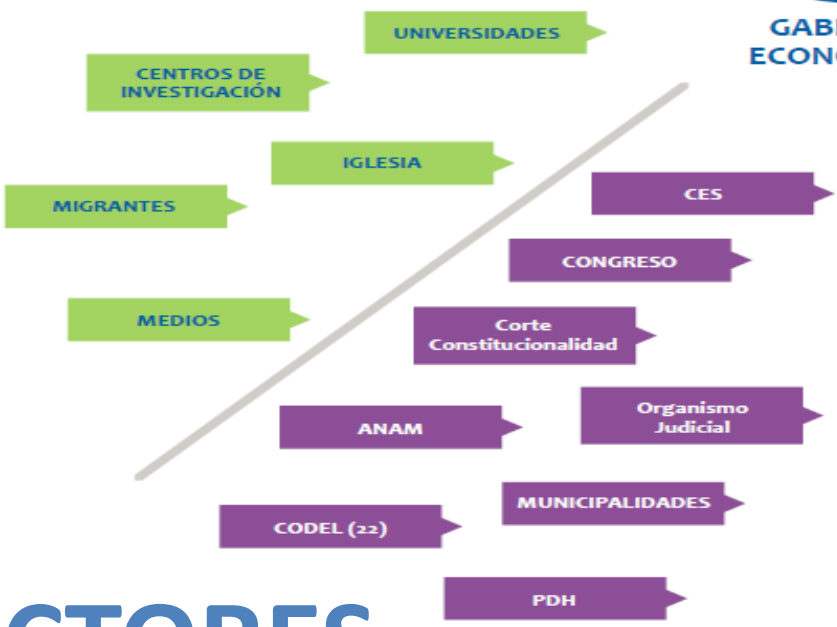 UNIVERSIDADES
CENTROS DE
INVESTIGACIÓN
IGLESIA
MIGRANTES
CES
CONGRESO
MEDIOS
Corte
Constitucionalidad
ANAM
Organismo
Judicial
MUNICIPALIDADES
CODEL (22)
PDH